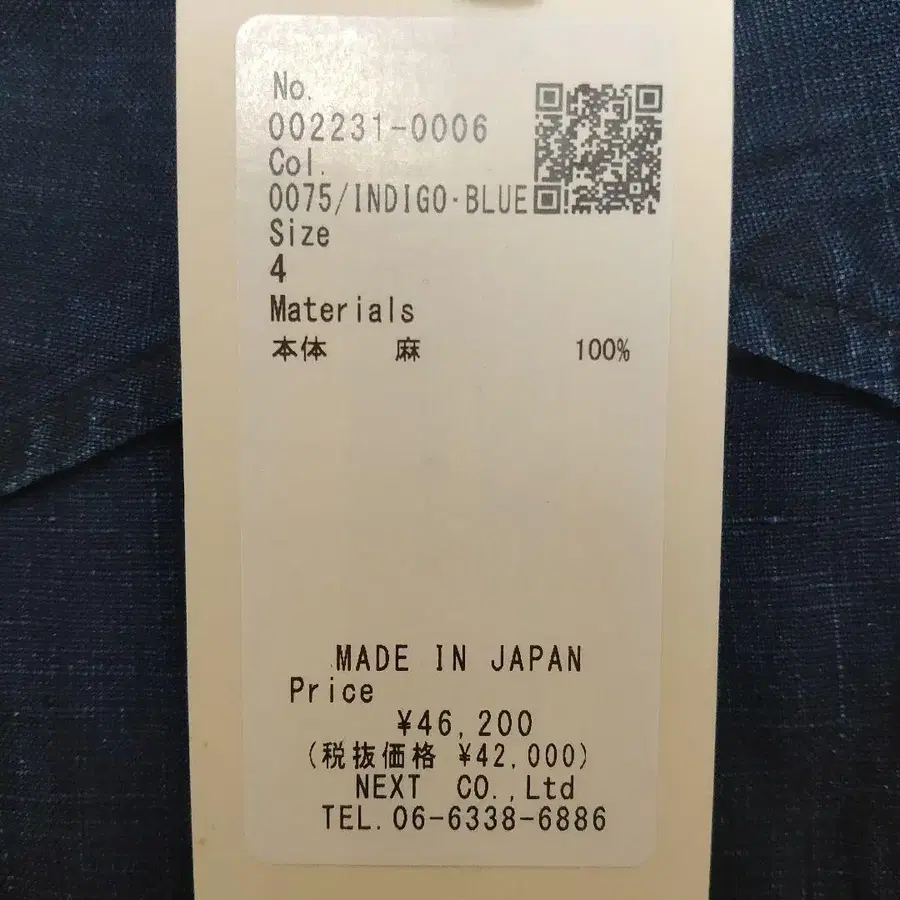 No.
002231-0006
Col.
0075/INDIGO·BLUE
Size
4
Materials
本体 麻 100%
MADE IN JAPAN
Price
¥46,200
(税抜価格 ¥42,000)
NEXT CO.,Ltd
TEL.06-6338-6886